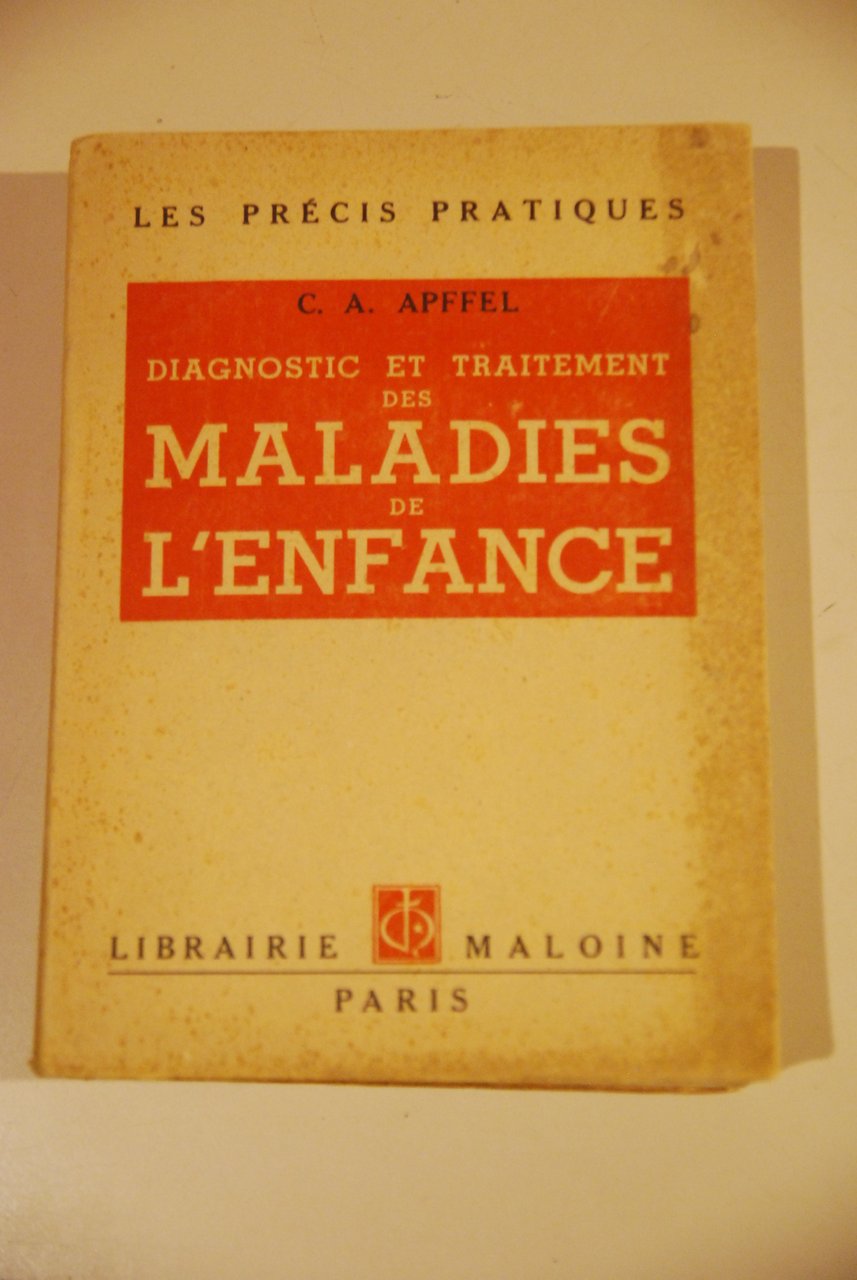 LES PRÉCIS PRATIQUES
C. A. APFFEL
DIAGNOSTIC ET TRAITEMENT
DES
MALADIES
DE
L'ENFANCE
LIBRAIRIE MALOINE
PARIS